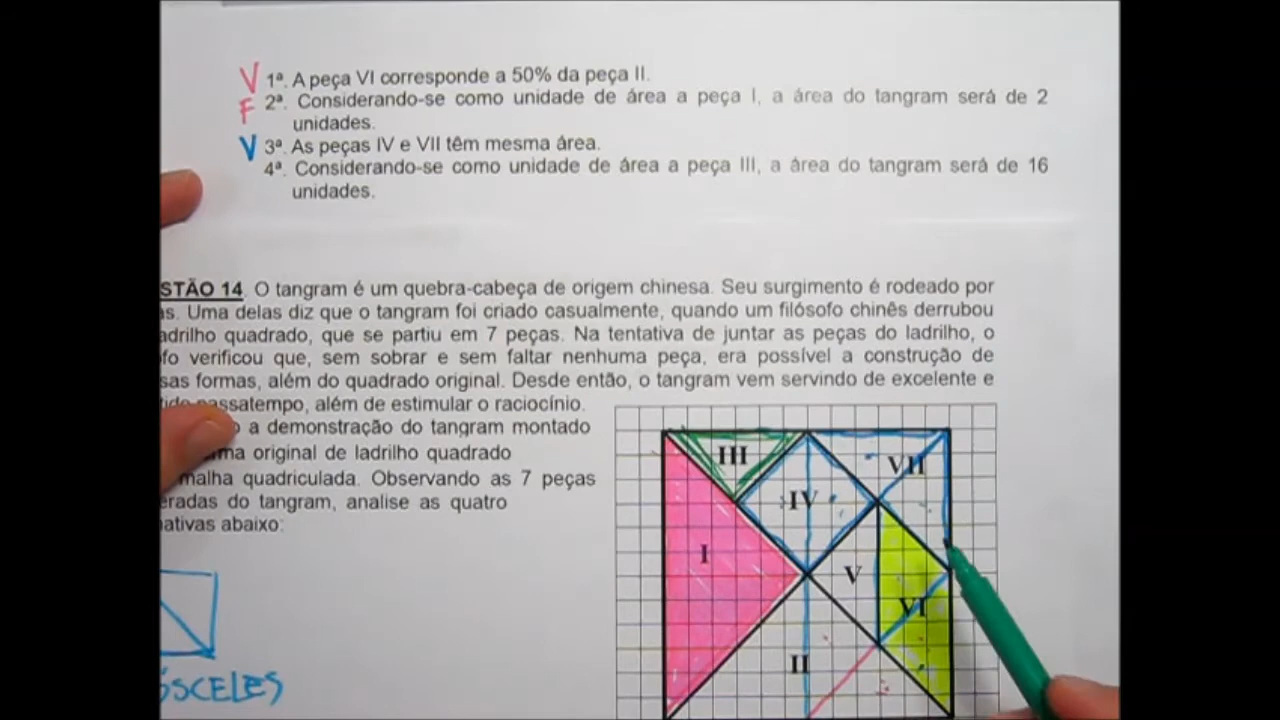 V 1ª. A peça VI corresponde a 50% da peça II.
F 2ª. Considerando-se como unidade de área a peça I, a área do tangram será de 2
unidades.
V 3ª. As peças IV e VII têm mesma área.
4ª. Considerando-se como unidade de área a peça III, a área do tangram será de 16
unidades.
STÃO 14. O tangram é um quebra-cabeça de origem chinesa. Seu surgimento é rodeado por
s. Uma delas diz que o tangram foi criado casualmente, quando um filósofo chinês derrubou
adrilho quadrado, que se partiu em 7 peças. Na tentativa de juntar as peças do ladrilho, o
fo verificou que, sem sobrar e sem faltar nenhuma peça, era possível a construção de
sas formas, além do quadrado original. Desde então, o tangram vem servindo de excelente e
passatempo, além de estimular o raciocínio.
o a demonstração do tangram montado
ma original de ladrilho quadrado
malha quadriculada. Observando as 7 peças
eradas do tangram, analise as quatro
ativas abaixo:
III
VII
IV
I
V
VI
II
ÓSCELES